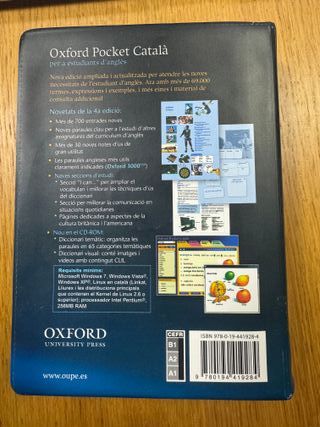 Oxford Pocket Català
per a estudiants d'anglès
Nova edició ampliada i actualitzada per atendre les noves
necessitats de l'estudiant d'anglès. Ara amb més de 69.000
termes, expressions i exemples, i més eines i material de
consulta addicional
Novetats de la 4a edició:
• Més de 700 entrades noves
• Noves paraules clau per a l'estudi d'altres
assignatures del currículum d'anglès
• Més de 30 noves notes d'ús de
gran utilitat
• Les paraules angleses més útils
clarament indicades (Oxford 3000™)
• Noves seccions d'estudi:
* Secció "I can..." per ampliar el
vocabulari i millorar les tècniques d'ús
del diccionari
* Secció per millorar la comunicació en
situacions quotidianes
* Pàgines dedicades a aspectes de la
cultura britànica i americana
• Nou en el CD-ROM:
* Diccionari temàtic: organitza les
paraules en 65 categories temàtiques
* Diccionari visual: conté imatges i
vídeos amb contingut CLIL
Requisits mínims:
Microsoft Windows 7, Windows Vista®,
Windows XP®, Linux en català (Linkat,
Lliurex i les distribucions principals
que contenen el Kernel de Linux 2.6 o
superior); processador Intel Pentium®,
256MB RAM
OXFORD
UNIVERSITY PRESS
www.oupe.es
CEFR
B1
A2
A1
ISBN 978-0-19-441928-4
9 780194 419284